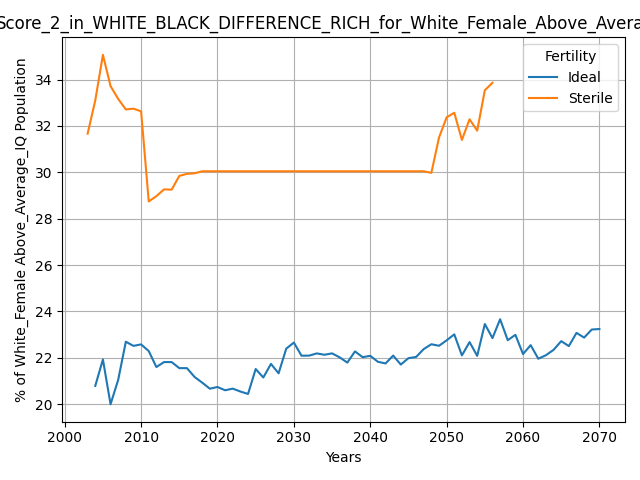 Score_2_in_WHITE_BLACK_DIFFERENCE_RICH_for_White_Female_Above_Avera
% of White_Female Above_Average_IQ Population
34
32
30
28
26
24
22
20
Fertility
Ideal
Sterile
2000 2010 2020 2030 2040 2050 2060 2070
Years